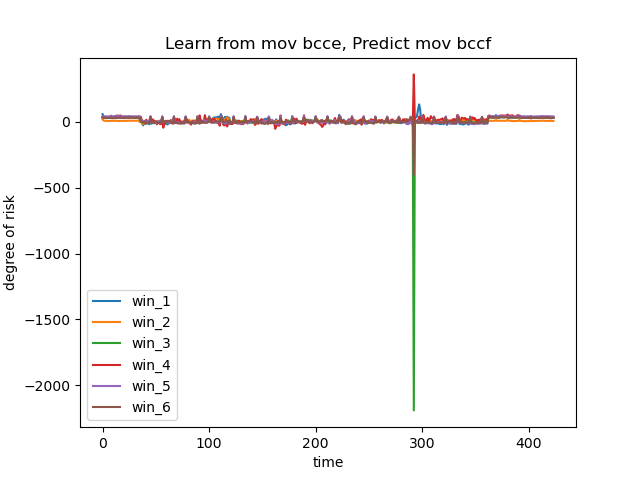 Learn from mov bcce, Predict mov bccf
degree of risk
0
−500
−1000
−1500
−2000
win_1
win_2
win_3
win_4
win_5
win_6
0 100 200 300 400
time